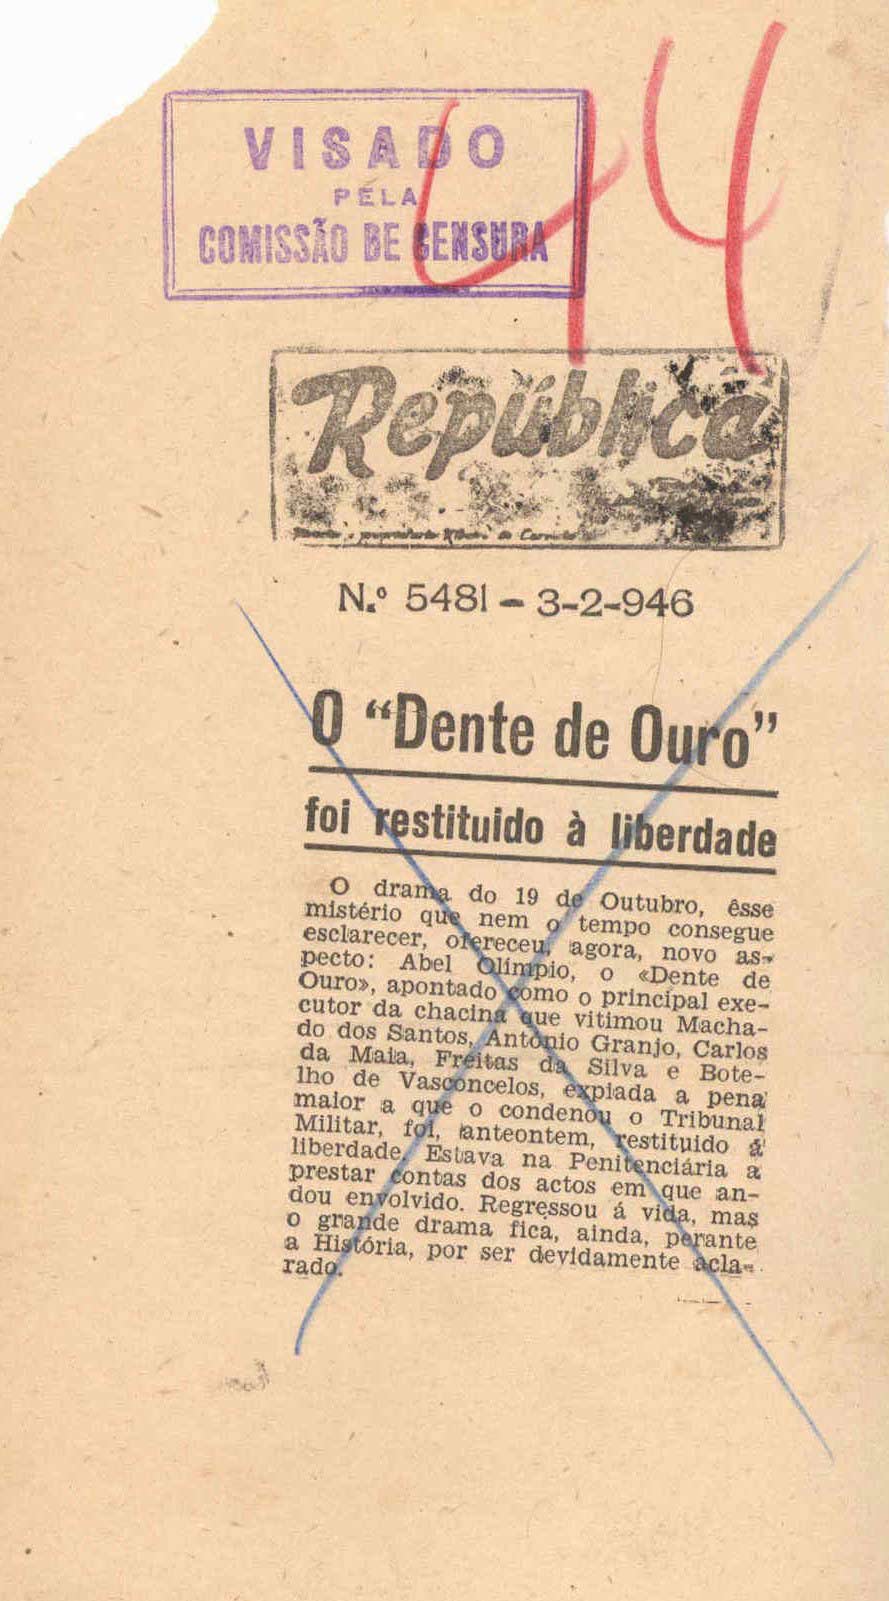 VISADO
PELA
COMISSÃO DE CENSURA
44
República
N.º 5481 - 3-2-946
O “Dente de Ouro”
foi restituido à liberdade
O drama do 19 de Outubro, êsse
mistério que nem o tempo consegue
esclarecer, ofereceu, agora, novo as-
pecto: Abel Olímpio, o «Dente de
Ouro», apontado como o principal exe-
cutor da chacina que vitimou Macha-
do dos Santos, António Granjo, Carlos
da Maia, Freitas da Silva e Bote-
lho de Vasconcelos, expiada a pena
maior a que o condenou o Tribunal
Militar, foi, anteontem, restituido á
liberdade. Estava na Penitenciária a
prestar contas dos actos em que an-
dou envolvido. Regressou á vida, mas
o grande drama fica, ainda, perante
a História, por ser devidamente acla-
rado.